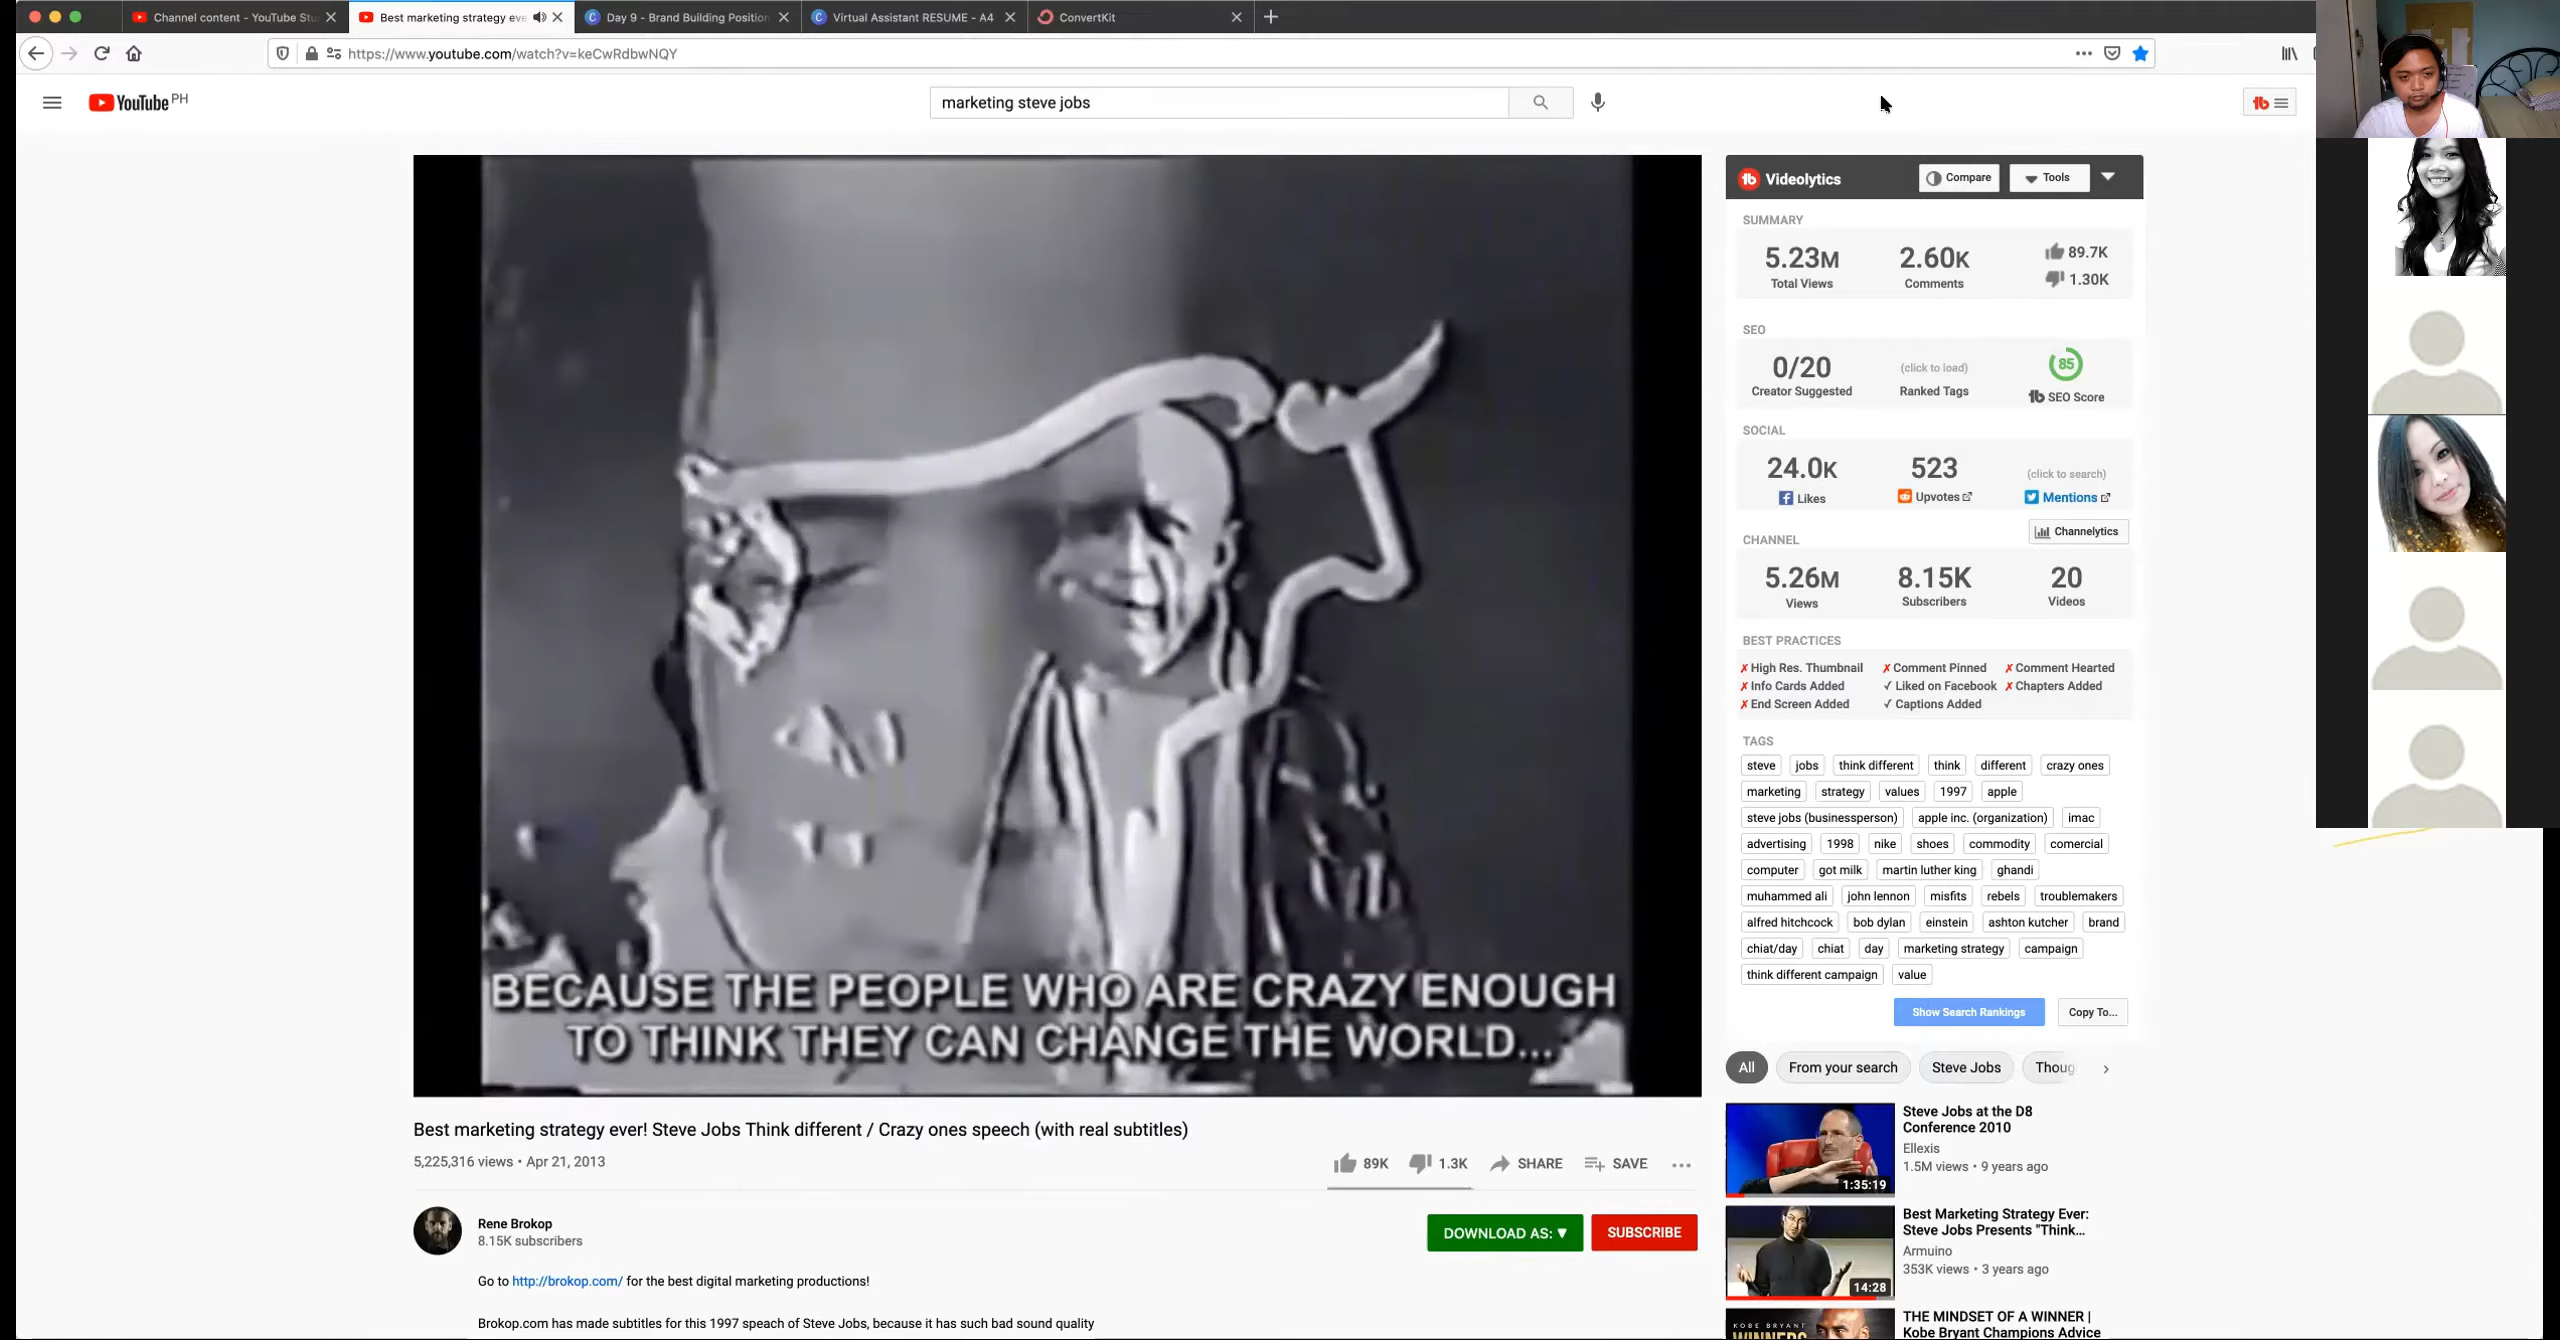 Channel content - YouTube Stu
Best marketing strategy eve
Day 9 - Brand Building Position
Virtual Assistant RESUME - A4
ConvertKit
https://www.youtube.com/watch?v=keCwRdbwNQY
YouTube PH
marketing steve jobs
tb
BECAUSE THE PEOPLE WHO ARE CRAZY ENOUGH
TO THINK THEY CAN CHANGE THE WORLD...
Best marketing strategy ever! Steve Jobs Think different / Crazy ones speech (with real subtitles)
5,225,316 views • Apr 21, 2013
89K 1.3K SHARE SAVE ...
Rene Brokop
8.15K subscribers
DOWNLOAD AS: ▼ SUBSCRIBE
Go to http://brokop.com/ for the best digital marketing productions!
Brokop.com has made subtitles for this 1997 speach of Steve Jobs, because it has such bad sound quality
tb Videolytics Compare Tools
SUMMARY
5.23M 2.60K 89.7K
Total Views Comments 1.30K
SEO
0/20 (click to load) 85
Creator Suggested Ranked Tags tb SEO Score
SOCIAL
24.0K 523 (click to search)
Likes Upvotes Mentions
CHANNEL Channelytics
5.26M 8.15K 20
Views Subscribers Videos
BEST PRACTICES
✗ High Res. Thumbnail ✗ Comment Pinned ✗ Comment Hearted
✗ Info Cards Added ✓ Liked on Facebook ✗ Chapters Added
✗ End Screen Added ✓ Captions Added
TAGS
steve jobs think different think different crazy ones
marketing strategy values 1997 apple
steve jobs (businessperson) apple inc. (organization) imac
advertising 1998 nike shoes commodity comercial
computer got milk martin luther king ghandi
muhammed ali john lennon misfits rebels troublemakers
alfred hitchcock bob dylan einstein ashton kutcher brand
chiat/day chiat day marketing strategy campaign
think different campaign value
Show Search Rankings Copy To...
All From your search Steve Jobs Thoug
Steve Jobs at the D8
Conference 2010
Ellexis
1.5M views • 9 years ago
1:35:19
Best Marketing Strategy Ever:
Steve Jobs Presents "Think...
Armuino
353K views • 3 years ago
14:28
THE MINDSET OF A WINNER |
Kobe Bryant Champions Advice
KOBE BRYANT
WINNERS